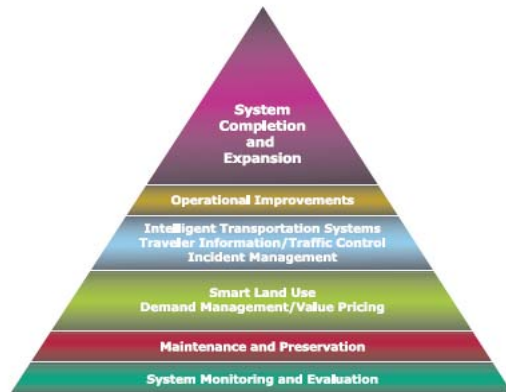 System
Completion
and
Expansion
Operational Improvements
Intelligent Transportation Systems
Traveler Information/Traffic Control
Incident Management
Smart Land Use
Demand Management/Value Pricing
Maintenance and Preservation
System Monitoring and Evaluation